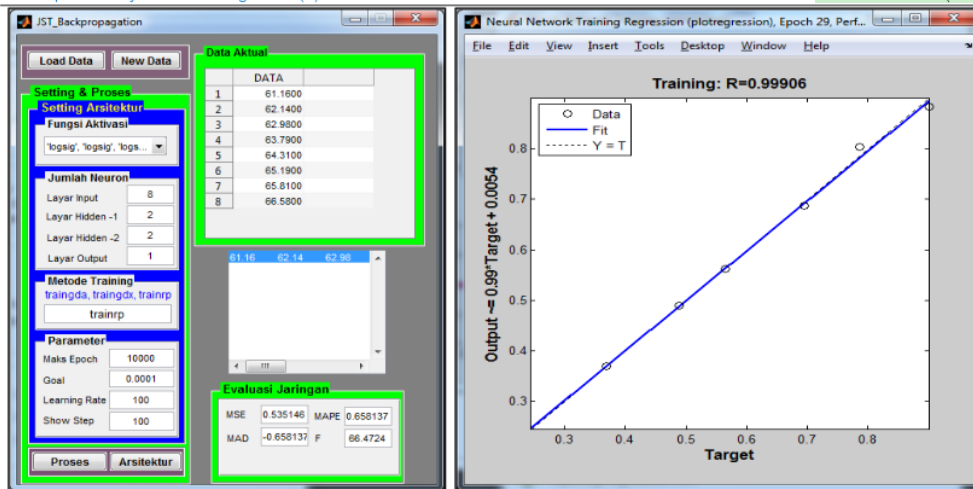 JST_Backpropagation
Load Data New Data
Setting & Proses
Setting Arsitektur
Fungsi Aktivasi
'logsig', 'logsig', 'logs...
Jumlah Neuron
Layar Input 8
Layar Hidden -1 2
Layar Hidden -2 2
Layar Output 1
Metode Training
traingda, traingdx, trainrp
trainrp
Parameter
Maks Epoch 10000
Goal 0.0001
Learning Rate 100
Show Step 100
Proses Arsitektur
Data Aktual
DATA
1 61.1600
2 62.1400
3 62.9800
4 63.7900
5 64.3100
6 65.1900
7 65.8100
8 66.5800
61.16 62.14 62.98
Evaluasi Jaringan
MSE 0.535146 MAPE 0.658137
MAD -0.658137 F 66.4724
Neural Network Training Regression (plotregression), Epoch 29, Perf...
File Edit View Insert Tools Desktop Window Help
Training: R=0.99906
Data
Fit
Y = T
Output ~= 0.99*Target + 0.0054
0.8
0.7
0.6
0.5
0.4
0.3
0.3 0.4 0.5 0.6 0.7 0.8
Target